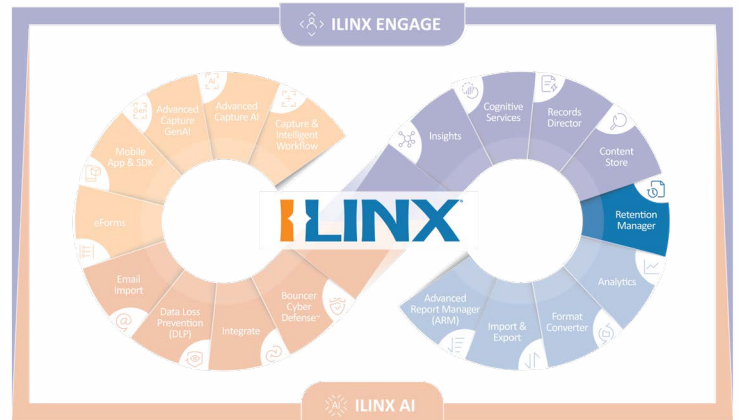 ILINX ENGAGE
Advanced
Capture
GenAI
Advanced
Capture AI
Capture &
Intelligent
Workflow
Mobile
App & SDK
eForms
Email
Import
@
Data Loss
Prevention
(DLP)
Integrate
Bouncer
Cyber
Defense™
ILINX
Insights
Cognitive
Services
Records
Director
Content
Store
Retention
Manager
Analytics
Format
Converter
Import &
Export
Advanced
Report Manager
(ARM)
AI
ILINX AI